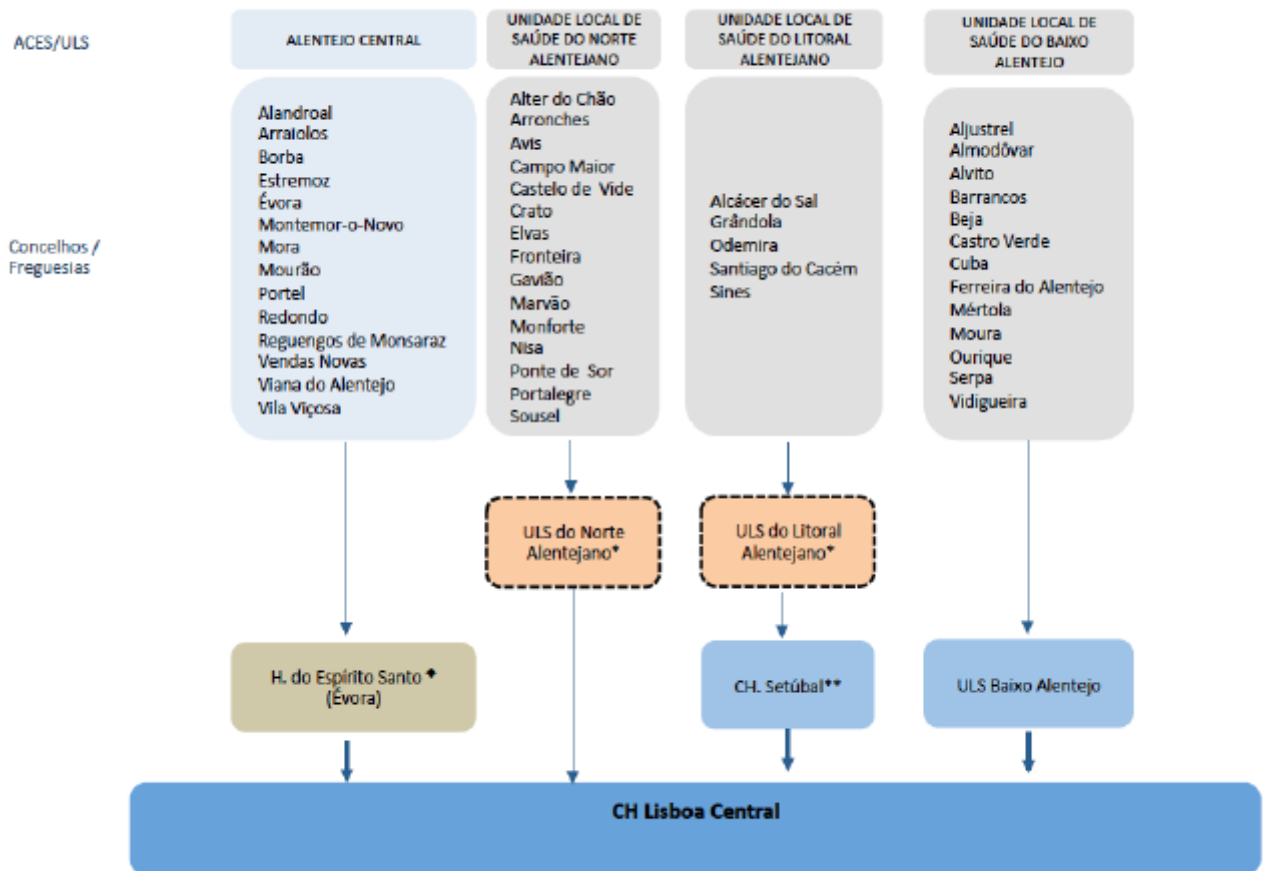 ACES/ULS
ALENTEJO CENTRAL
UNIDADE LOCAL DE
SAÚDE DO NORTE
ALENTEJANO
UNIDADE LOCAL DE
SAÚDE DO LITORAL
ALENTEJANO
UNIDADE LOCAL DE
SAÚDE DO BAIXO
ALENTEJO
Concelhos /
Freguesias
Alandroal
Arraiolos
Borba
Estremoz
Évora
Montemor-o-Novo
Mora
Mourão
Portel
Redondo
Reguengos de Monsaraz
Vendas Novas
Viana do Alentejo
Vila Viçosa
Alter do Chão
Arronches
Avis
Campo Maior
Castelo de Vide
Crato
Elvas
Fronteira
Gavião
Marvão
Monforte
Nisa
Ponte de Sor
Portalegre
Sousel
Alcácer do Sal
Grândola
Odemira
Santiago do Cacém
Sines
Aljustrel
Almodôvar
Alvito
Barrancos
Beja
Castro Verde
Cuba
Ferreira do Alentejo
Mértola
Moura
Ourique
Serpa
Vidigueira
ULS do Norte
Alentejano*
ULS do Litoral
Alentejano*
H. do Espírito Santo ⁺
(Évora)
CH. Setúbal**
ULS Baixo Alentejo
CH Lisboa Central